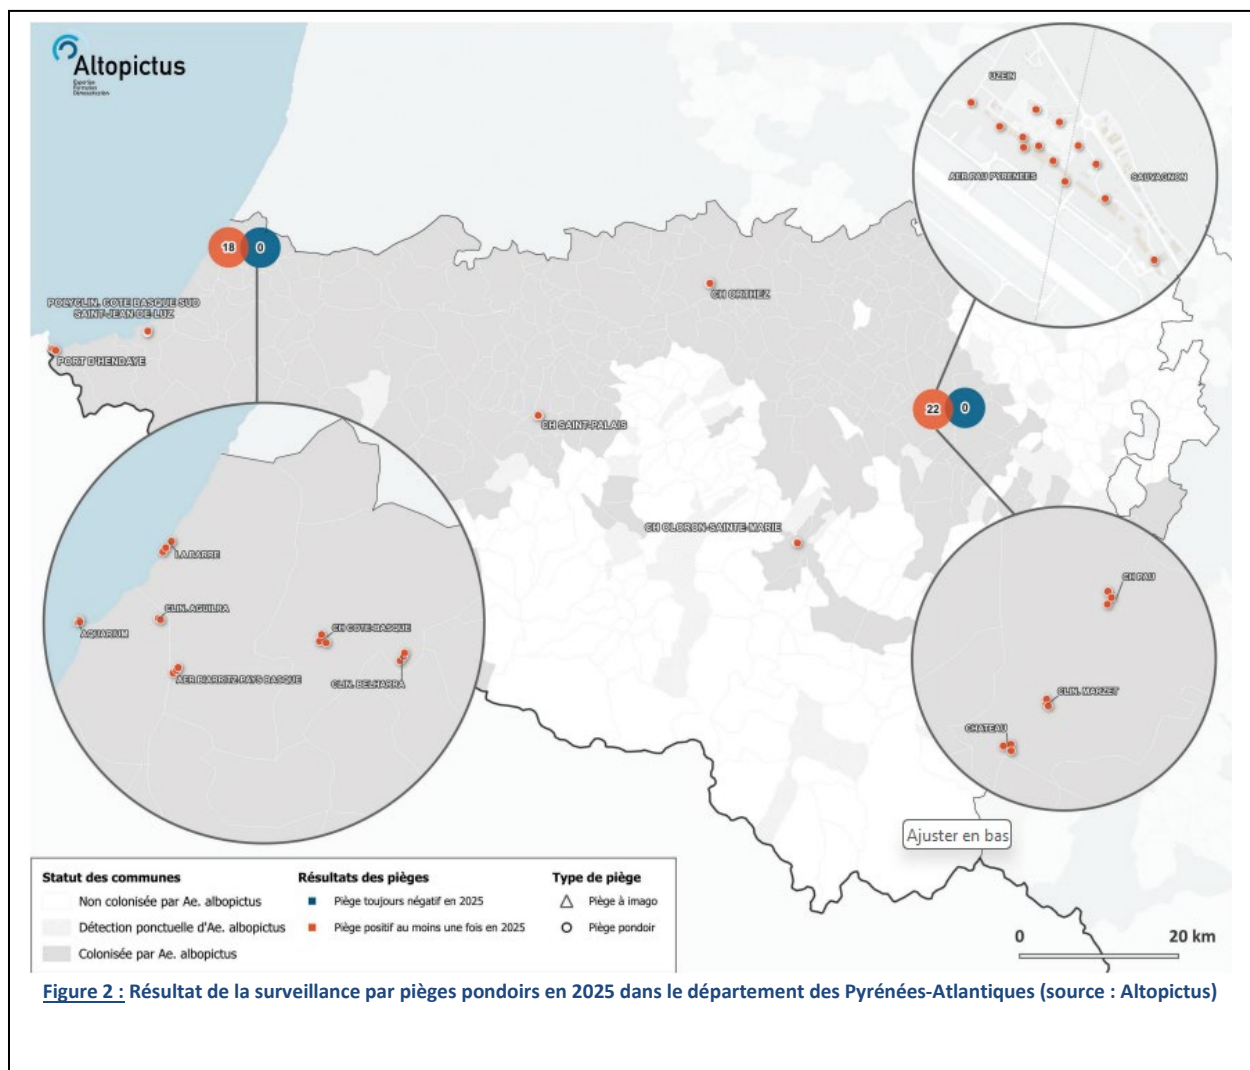 Altopictus
Expertise
Formation
Démoustication
UZEIN
AER PAU PYRENEES
SAUVAGNON
18
0
POLYCLIN. COTE BASQUE SUD
SAINT-JEAN-DE-LUZ
PORT D'HENDAYE
CH ORTHEZ
CH SAINT-PALAIS
22
0
CH OLORON-SAINTE-MARIE
LA BARRE
CLIN. AGUILRA
AQUARIUM
CH COTE BASQUE
AER BIARRITZ-PAYS BASQUE
CLIN. BELHARRA
CH PAU
CLIN. MARZET
CHATEAU
Ajuster en bas
Statut des communes
Non colonisée par Ae. albopictus
Détection ponctuelle d'Ae. albopictus
Colonisée par Ae. albopictus
Résultats des pièges
Piège toujours négatif en 2025
Piège positif au moins une fois en 2025
Type de piège
Piège à imago
Piège pondoir
0 20 km
Figure 2 : Résultat de la surveillance par pièges pondoirs en 2025 dans le département des Pyrénées-Atlantiques (source : Altopictus)